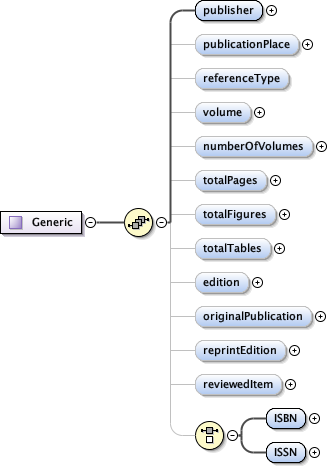 publisher
publicationPlace
referenceType
volume
numberOfVolumes
totalPages
totalFigures
Generic
totalTables
edition
originalPublication
reprintEdition
reviewedItem
ISBN
ISSN